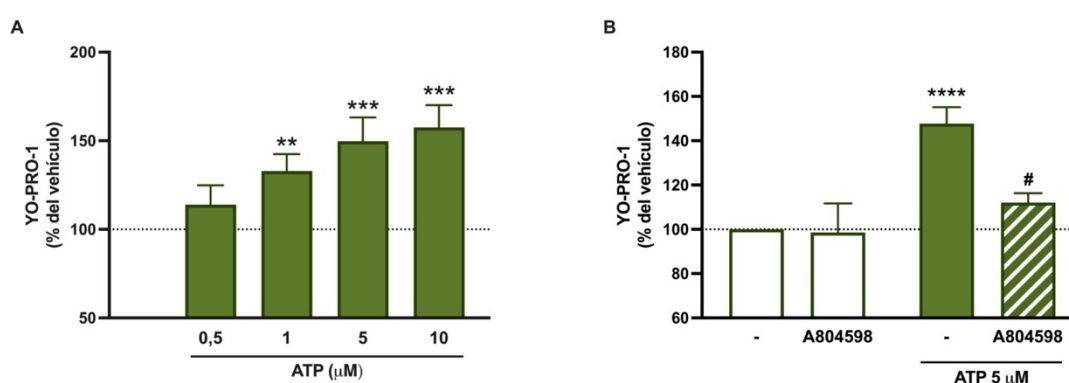 A
YO-PRO-1
(% del vehículo)
200
150
100
50
**
***
***
0,5 1 5 10
ATP (μM)
B
YO-PRO-1
(% del vehículo)
180
160
140
120
100
80
60
****
#
- A804598 - A804598
ATP 5 μM